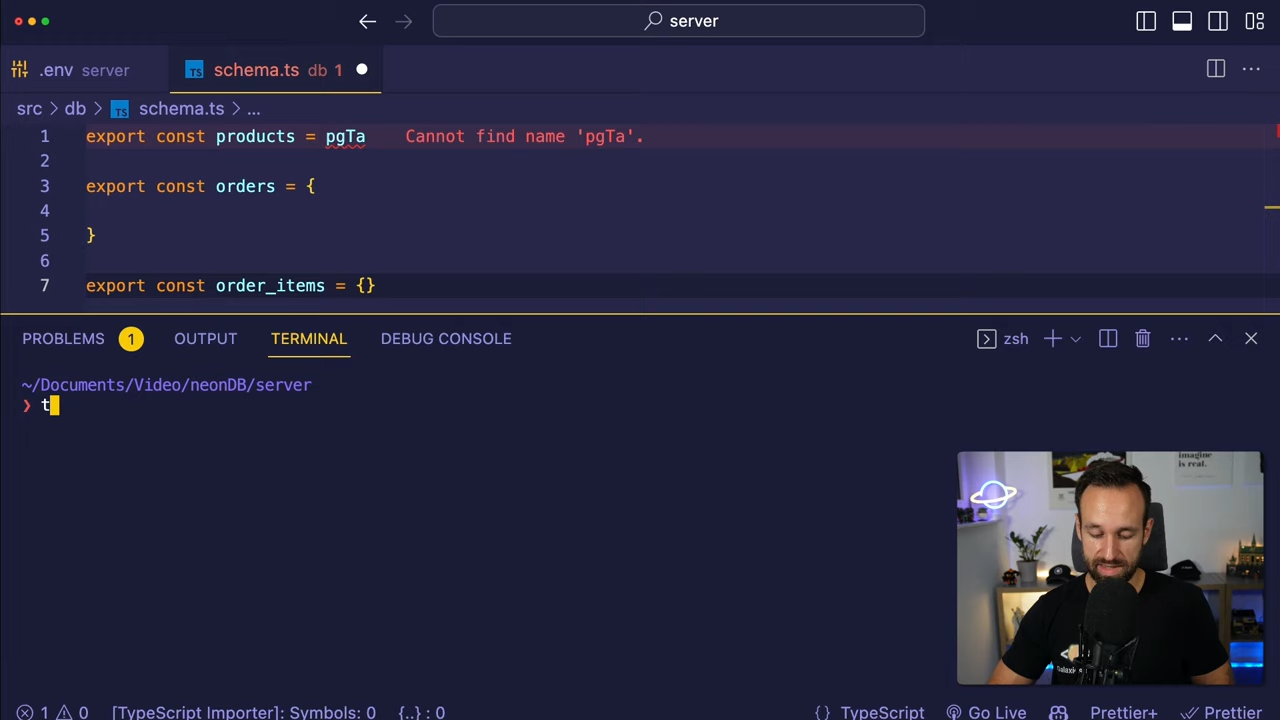 server
.env server
schema.ts db 1
src > db > schema.ts > ...
1 export const products = pgTa Cannot find name 'pgTa'.
2
3 export const orders = {
4
5 }
6
7 export const order_items = {}
PROBLEMS 1 OUTPUT TERMINAL DEBUG CONSOLE
zsh
~/Documents/Video/neonDB/server
❯ t
imagine
is real.
1 0 [TypeScript Importer]: Symbols: 0 {..} : 0 {} TypeScript Go Live Prettier+ Prettier